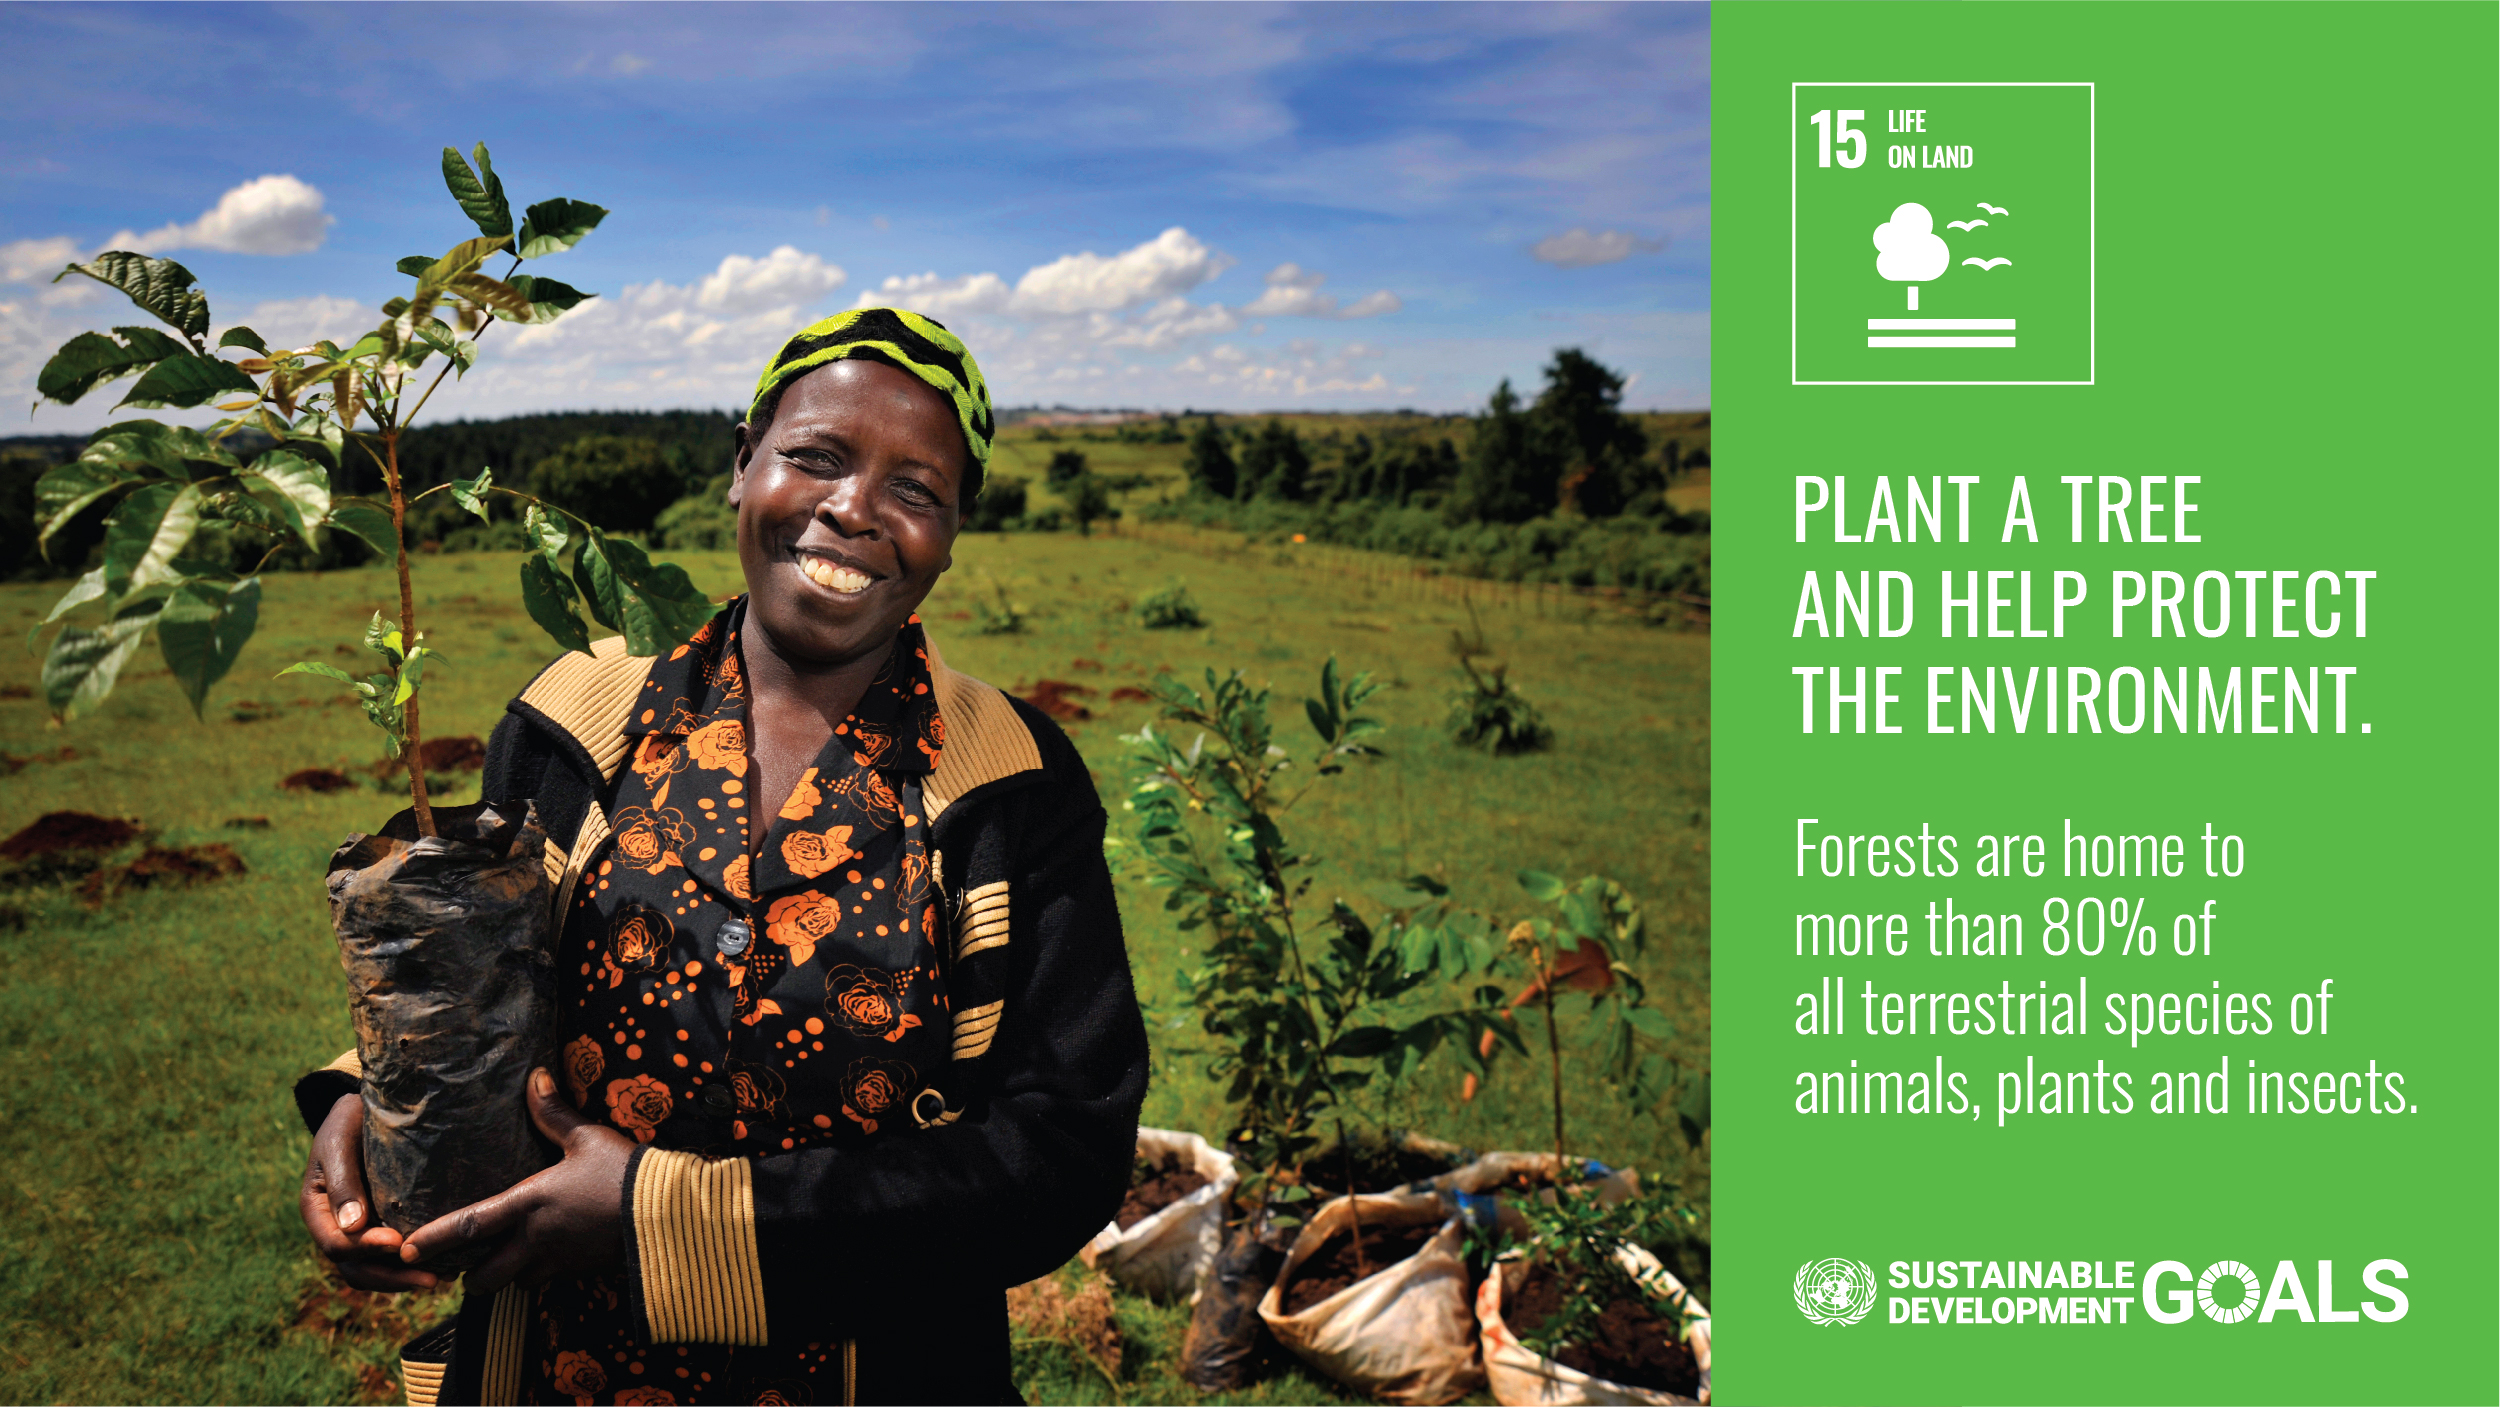 15 LIFE
ON LAND
PLANT A TREE
AND HELP PROTECT
THE ENVIRONMENT.
Forests are home to
more than 80% of
all terrestrial species of
animals, plants and insects.
SUSTAINABLE
DEVELOPMENT GOALS